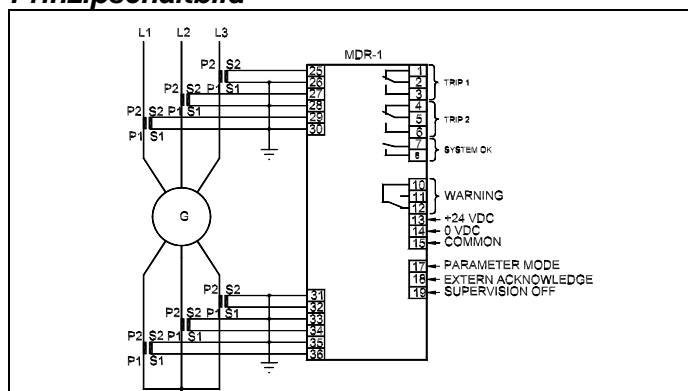 Prinzipschaltbild
L1 L2 L3
MDR-1
P2 S2
P1 S1
P2 S2
P1 S1
P2 S2
P1 S1
25
26
27
28
29
30
1
2
3
TRIP 1
4
5
6
TRIP 2
7
8
SYSTEM OK
10
11
12
WARNING
13 +24 VDC
14 0 VDC
15 COMMON
17 PARAMETER MODE
18 EXTERN ACKNOWLEDGE
19 SUPERVISION OFF
G
P2 S2
P1 S1
P2 S2
P1 S1
P2 S2
P1 S1
31
32
33
34
35
36